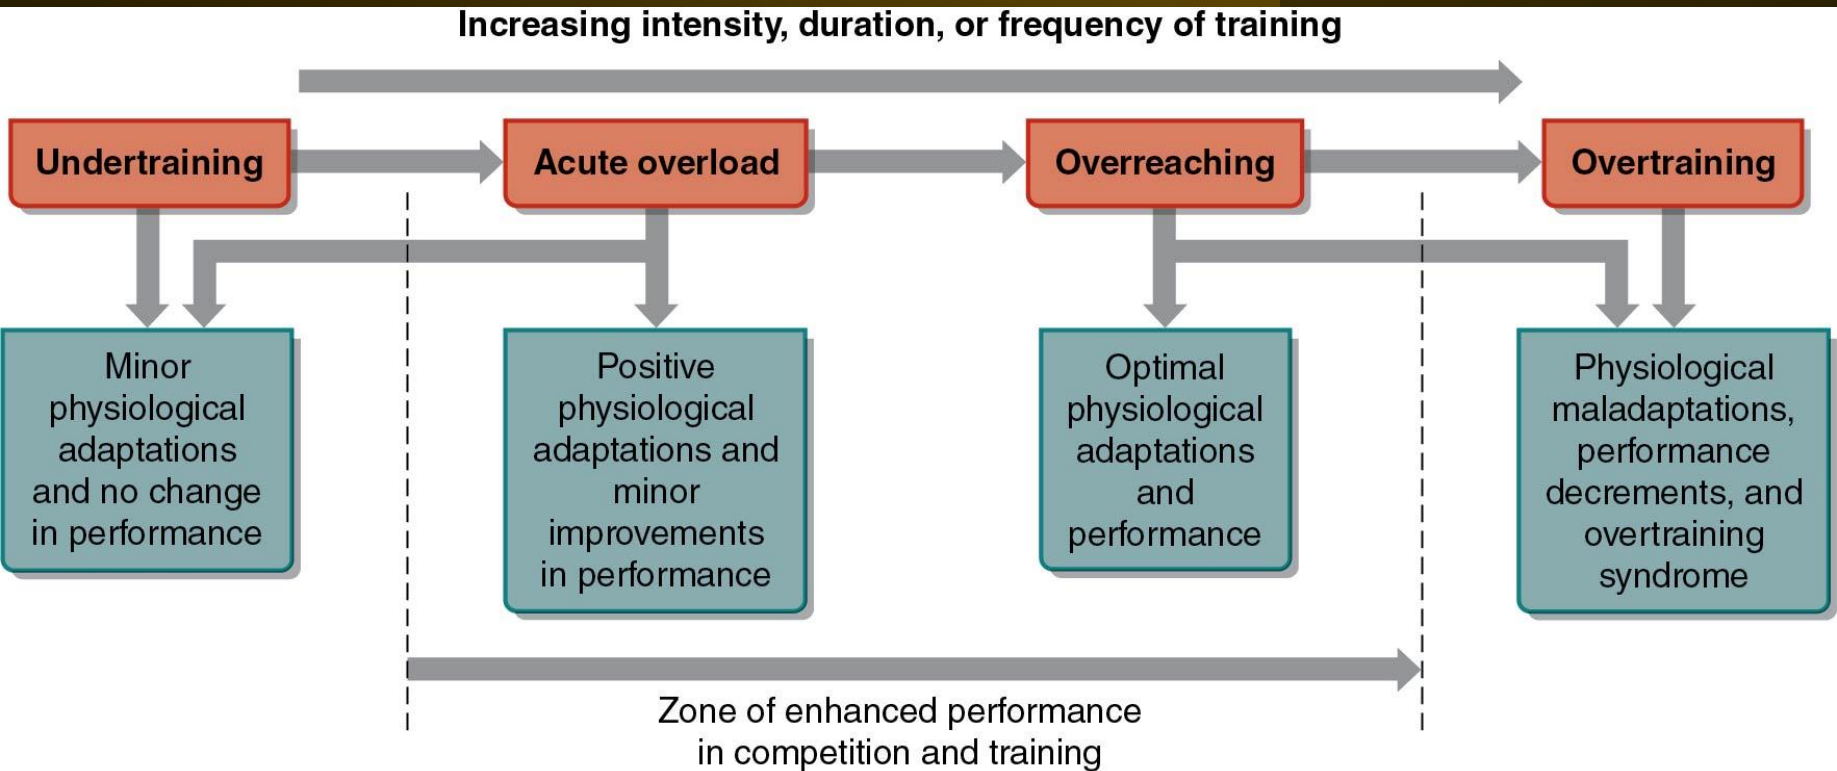 Increasing intensity, duration, or frequency of training
Undertraining
Acute overload
Overreaching
Overtraining
Minor
physiological
adaptations
and no change
in performance
Positive
physiological
adaptations and
minor
improvements
in performance
Optimal
physiological
adaptations
and
performance
Physiological
maladaptations,
performance
decrements, and
overtraining
syndrome
Zone of enhanced performance
in competition and training